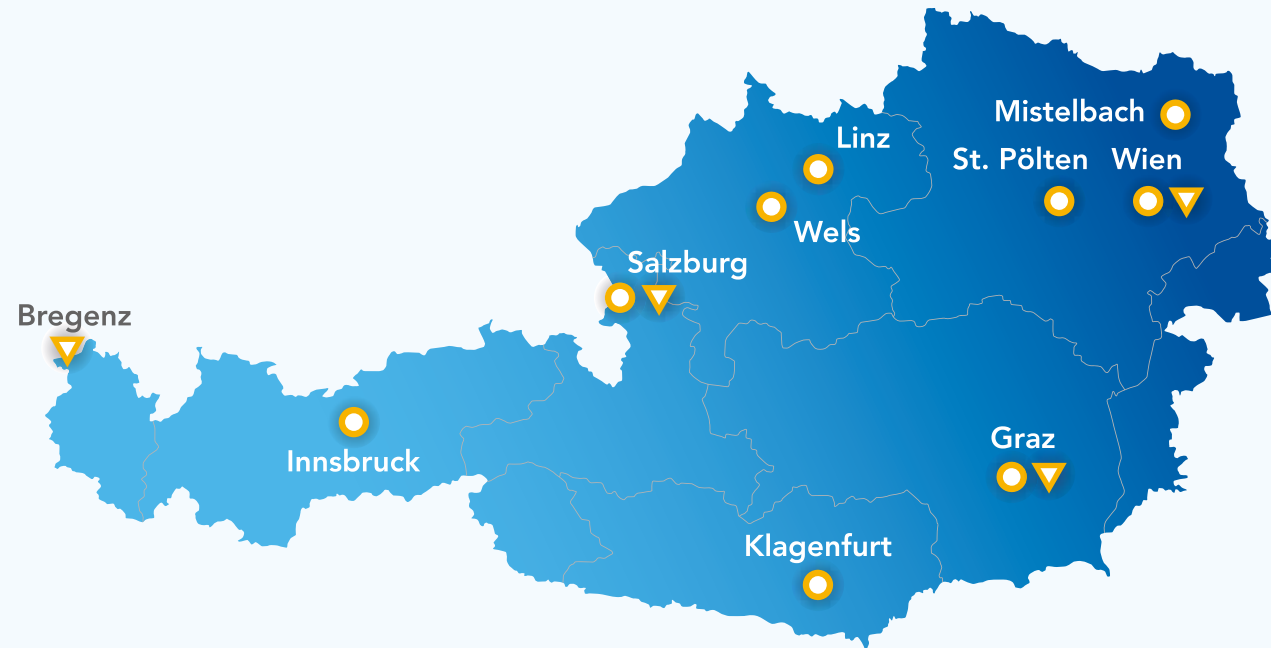 Mistelbach
Linz
St. Pölten
Wien
Wels
Salzburg
Bregenz
Graz
Innsbruck
Klagenfurt